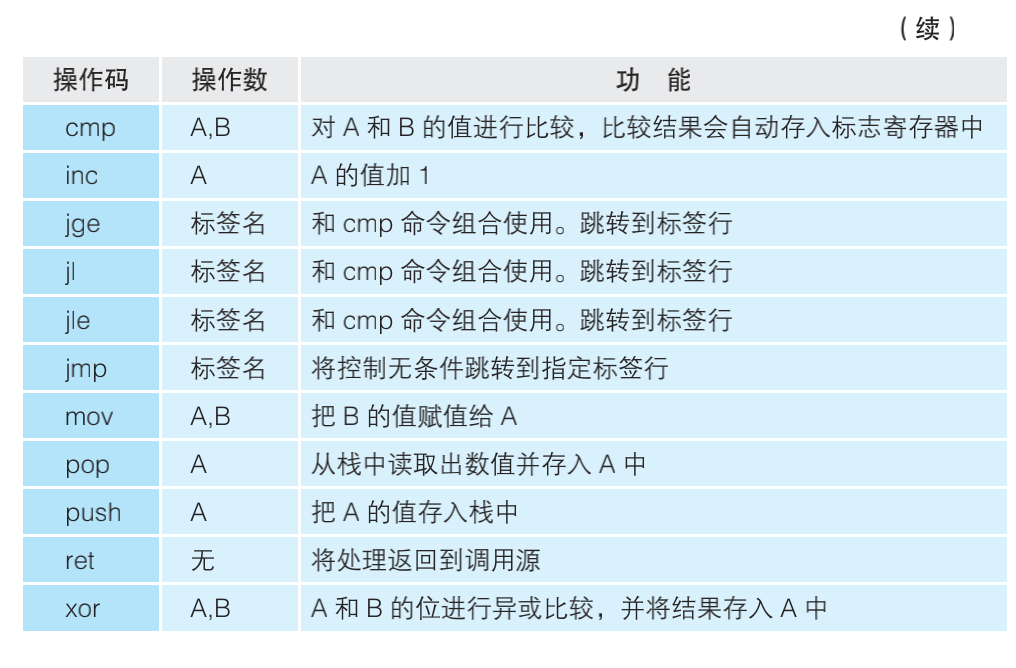 （续）
操作码 操作数 功 能
cmp A,B 对 A 和 B 的值进行比较，比较结果会自动存入标志寄存器中
inc A A 的值加 1
jge 标签名 和 cmp 命令组合使用。跳转到标签行
jl 标签名 和 cmp 命令组合使用。跳转到标签行
jle 标签名 和 cmp 命令组合使用。跳转到标签行
jmp 标签名 将控制无条件跳转到指定标签行
mov A,B 把 B 的值赋值给 A
pop A 从栈中读取出数值并存入 A 中
push A 把 A 的值存入栈中
ret 无 将处理返回到调用源
xor A,B A 和 B 的位进行异或比较，并将结果存入 A 中